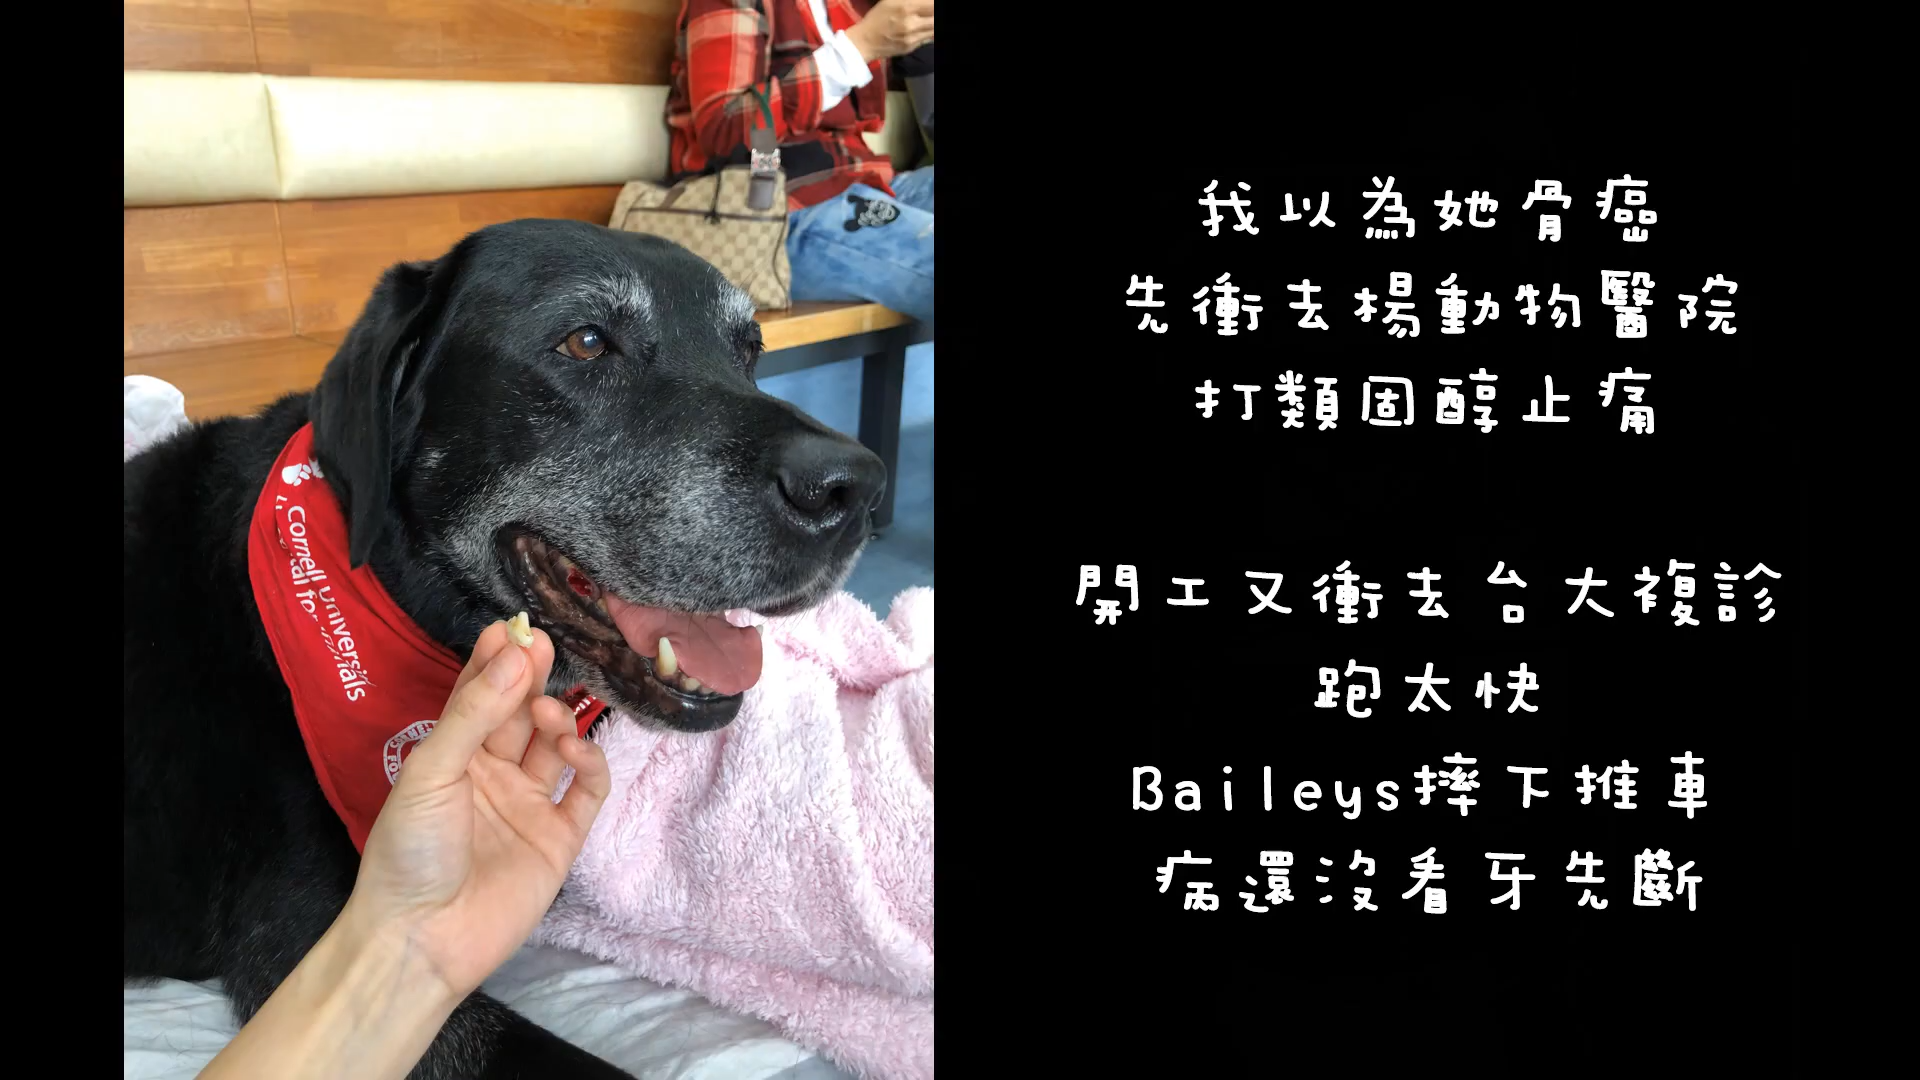 我以為她骨癌
先衝去楊動物醫院
打類固醇止痛
開工又衝去台大複診
跑太快
Baileys摔下推車
病還沒看牙先斷
Cornell Universi